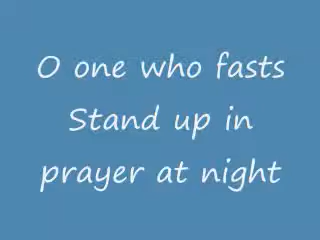 O one who fasts
Stand up in
prayer at night